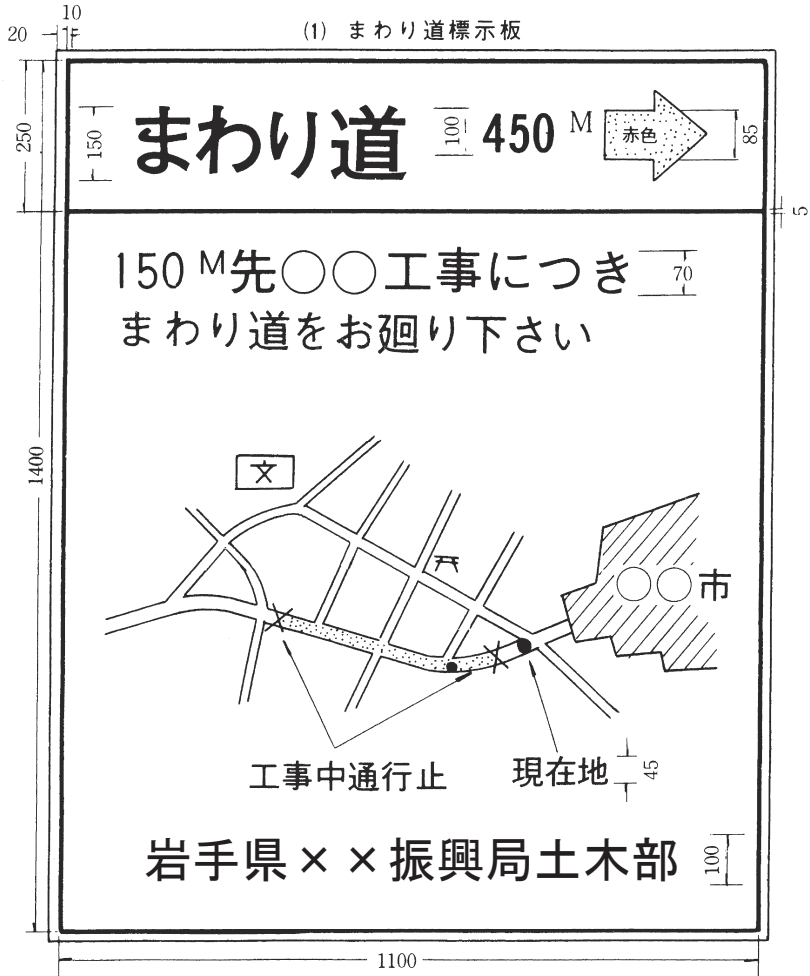 (1) まわり道標示板
10
20
250
150
まわり道
100
450 M
赤色
85
5
150 M先○○工事につき
70
まわり道をお廻り下さい
1400
文
○○市
工事中通行止
現在地
45
岩手県××振興局土木部
100
1100